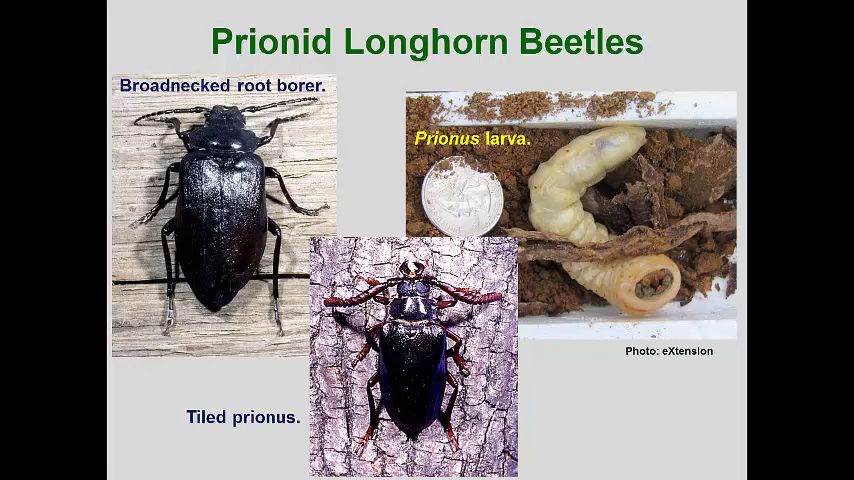 Prionid Longhorn Beetles
Broadnecked root borer.
Prionus larva.
Photo: eXtension
Tiled prionus.